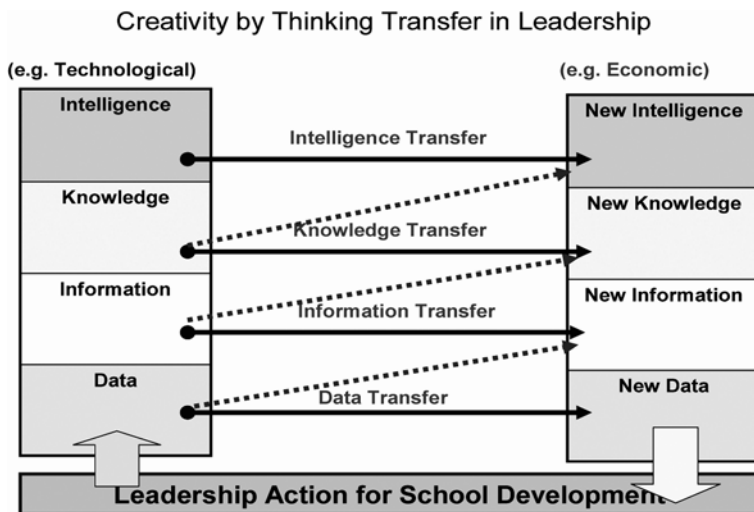 Creativity by Thinking Transfer in Leadership
(e.g. Technological)
(e.g. Economic)
Intelligence
New Intelligence
Intelligence Transfer
Knowledge
New Knowledge
Knowledge Transfer
Information
New Information
Information Transfer
Data
New Data
Data Transfer
Leadership Action for School Development